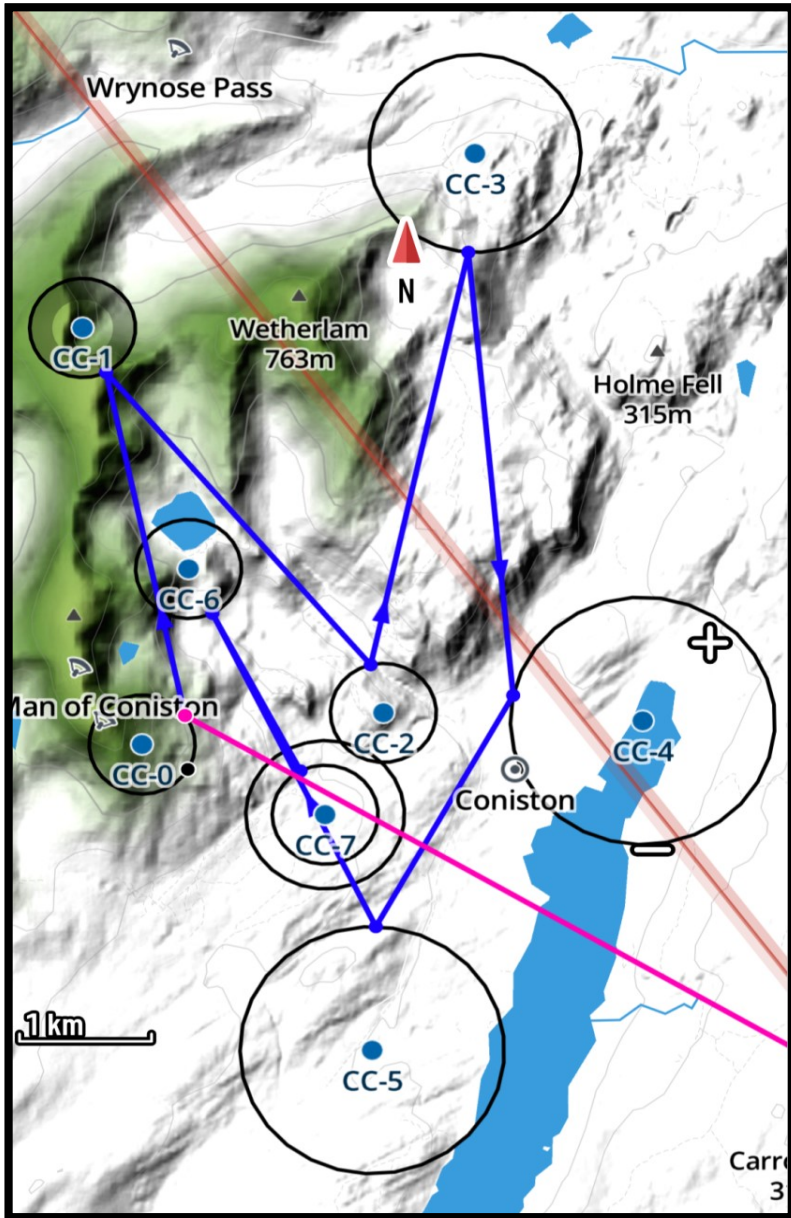 Wrynose Pass
CC-3
N
Wetherlam
763m
CC-1
Holme Fell
315m
CC-6
Man of Coniston
CC-2
CC-4
CC-0
Coniston
CC-7
1 km
CC-5